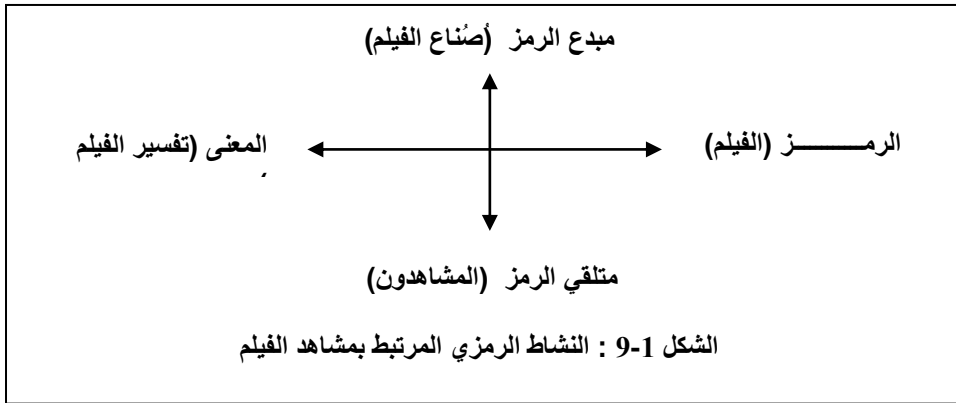 مبدع الرمز (صُناع الفيلم)
الرمـــــــــز (الفيلم)
المعنى (تفسير الفيلم
متلقي الرمز (المشاهدون)
الشكل 1-9 : النشاط الرمزي المرتبط بمشاهد الفيلم